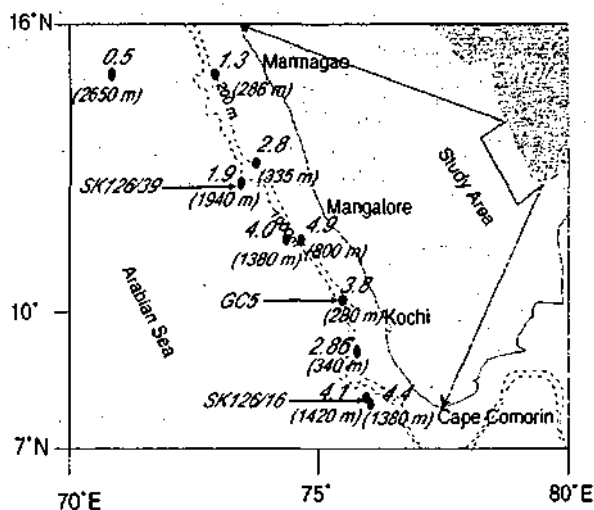 16°N
0.5
(2650 m)
1.3
(286 m)
Marmagao
200 m
2.8
(335 m)
1.9
(1940 m)
SK126/39
Study Area
Mangalore
4.0
(1380 m)
4.9
(800 m)
Arabian Sea
3.8
(280 m)
GC5
Kochi
10°
2.86
(340 m)
4.1
(1420 m)
4.4
(1380 m)
SK126/16
Cape Comorin
7°N
70°E
75°
80°E